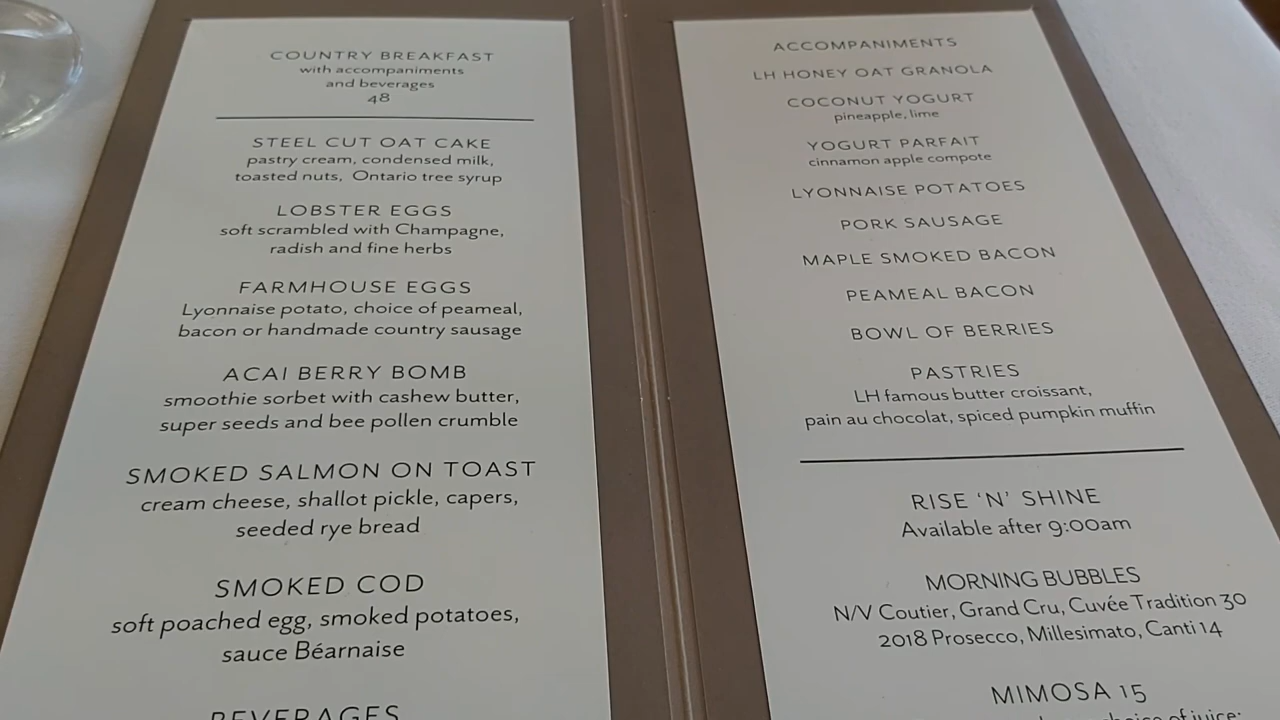 COUNTRY BREAKFAST
with accompaniments
and beverages
48
STEEL CUT OAT CAKE
pastry cream, condensed milk,
toasted nuts, Ontario tree syrup
LOBSTER EGGS
soft scrambled with Champagne,
radish and fine herbs
FARMHOUSE EGGS
Lyonnaise potato, choice of peameal,
bacon or handmade country sausage
ACAI BERRY BOMB
smoothie sorbet with cashew butter,
super seeds and bee pollen crumble
SMOKED SALMON ON TOAST
cream cheese, shallot pickle, capers,
seeded rye bread
SMOKED COD
soft poached egg, smoked potatoes,
sauce Béarnaise
BEVERAGES
ACCOMPANIMENTS
LH HONEY OAT GRANOLA
COCONUT YOGURT
pineapple, lime
YOGURT PARFAIT
cinnamon apple compote
LYONNAISE POTATOES
PORK SAUSAGE
MAPLE SMOKED BACON
PEAMEAL BACON
BOWL OF BERRIES
PASTRIES
LH famous butter croissant,
pain au chocolat, spiced pumpkin muffin
RISE 'N' SHINE
Available after 9:00am
MORNING BUBBLES
N/V Coutier, Grand Cru, Cuvée Tradition 30
2018 Prosecco, Millesimato, Canti 14
MIMOSA 15
choice of juice: